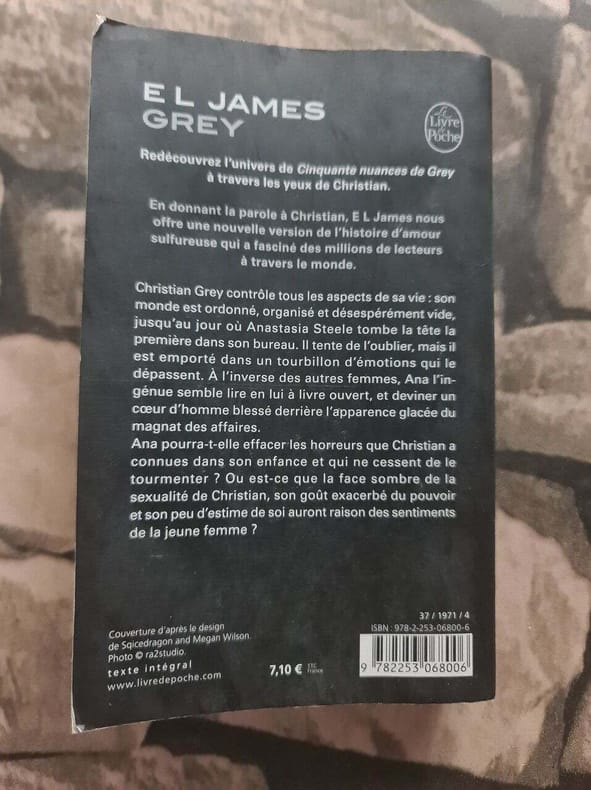 E L JAMES
GREY
Le
Livre
de
Poche
Redécouvrez l'univers de Cinquante nuances de Grey
à travers les yeux de Christian.
En donnant la parole à Christian, E L James nous
offre une nouvelle version de l'histoire d'amour
sulfureuse qui a fasciné des millions de lecteurs
à travers le monde.
Christian Grey contrôle tous les aspects de sa vie : son
monde est ordonné, organisé et désespérément vide,
jusqu'au jour où Anastasia Steele tombe la tête la
première dans son bureau. Il tente de l'oublier, mais il
est emporté dans un tourbillon d'émotions qui le
dépassent. À l'inverse des autres femmes, Ana l'in-
génue semble lire en lui à livre ouvert, et deviner un
cœur d'homme blessé derrière l'apparence glacée du
magnat des affaires.
Ana pourra-t-elle effacer les horreurs que Christian a
connues dans son enfance et qui ne cessent de le
tourmenter ? Ou est-ce que la face sombre de la
sexualité de Christian, son goût exacerbé du pouvoir
et son peu d'estime de soi auront raison des sentiments
de la jeune femme ?
Couverture d'après le design
de Sqicedragon and Megan Wilson.
Photo © ra2studio.
texte intégral
www.livredepoche.com
7,10 € TTC
France
37 / 1971 / 4
ISBN : 978-2-253-06800-6
9 782253 068006